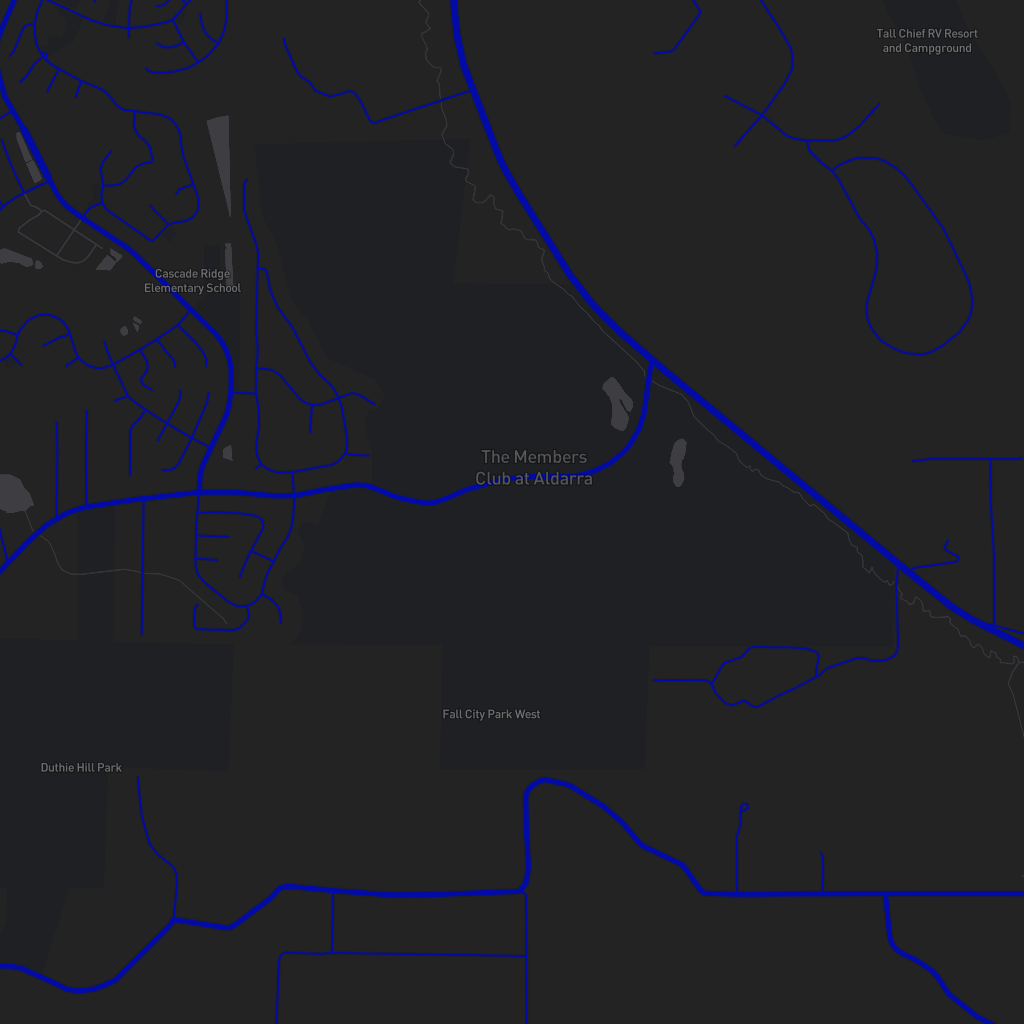 Tall Chief RV Resort
and Campground
Cascade Ridge
Elementary School
The Members
Club at Aldarra
Fall City Park West
Duthie Hill Park